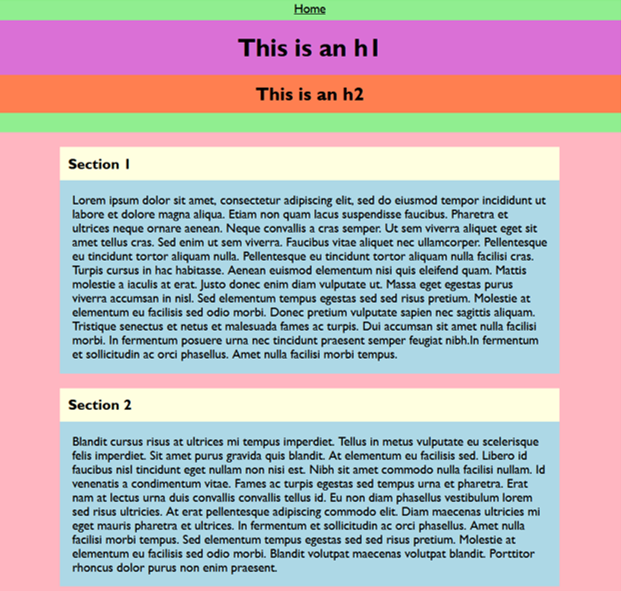 Home
This is an h1
This is an h2
Section 1
Lorem ipsum dolor sit amet, consectetur adipiscing elit, sed do eiusmod tempor incididunt ut
labore et dolore magna aliqua. Etiam non quam lacus suspendisse faucibus. Pharetra et
ultrices neque ornare aenean. Neque convallis a cras semper. Ut sem viverra aliquet eget sit
amet tellus cras. Sed enim ut sem viverra. Faucibus vitae aliquet nec ullamcorper. Pellentesque
eu tincidunt tortor aliquam nulla. Pellentesque eu tincidunt tortor aliquam nulla facilisi cras.
Turpis cursus in hac habitasse. Aenean euismod elementum nisi quis eleifend quam. Mattis
molestie a iaculis at erat. Justo donec enim diam vulputate ut. Massa eget egestas purus
viverra accumsan in nisl. Sed elementum tempus egestas sed sed risus pretium. Molestie at
elementum eu facilisis sed odio morbi. Donec pretium vulputate sapien nec sagittis aliquam.
Tristique senectus et netus et malesuada fames ac turpis. Dui accumsan sit amet nulla facilisi
morbi. In fermentum posuere urna nec tincidunt praesent semper feugiat nibh.In fermentum
et sollicitudin ac orci phasellus. Amet nulla facilisi morbi tempus.
Section 2
Blandit cursus risus at ultrices mi tempus imperdiet. Tellus in metus vulputate eu scelerisque
felis imperdiet. Sit amet purus gravida quis blandit. At elementum eu facilisis sed. Libero id
faucibus nisl tincidunt eget nullam non nisi est. Nibh sit amet commodo nulla facilisi nullam. Id
venenatis a condimentum vitae. Fames ac turpis egestas sed tempus urna et pharetra. Erat
nam at lectus urna duis convallis convallis tellus id. Eu non diam phasellus vestibulum lorem
sed risus ultricies. At erat pellentesque adipiscing commodo elit. Diam maecenas ultricies mi
eget mauris pharetra et ultrices. In fermentum et sollicitudin ac orci phasellus. Amet nulla
facilisi morbi tempus. Sed elementum tempus egestas sed sed risus pretium. Molestie at
elementum eu facilisis sed odio morbi. Blandit volutpat maecenas volutpat blandit. Porttitor
rhoncus dolor purus non enim praesent.